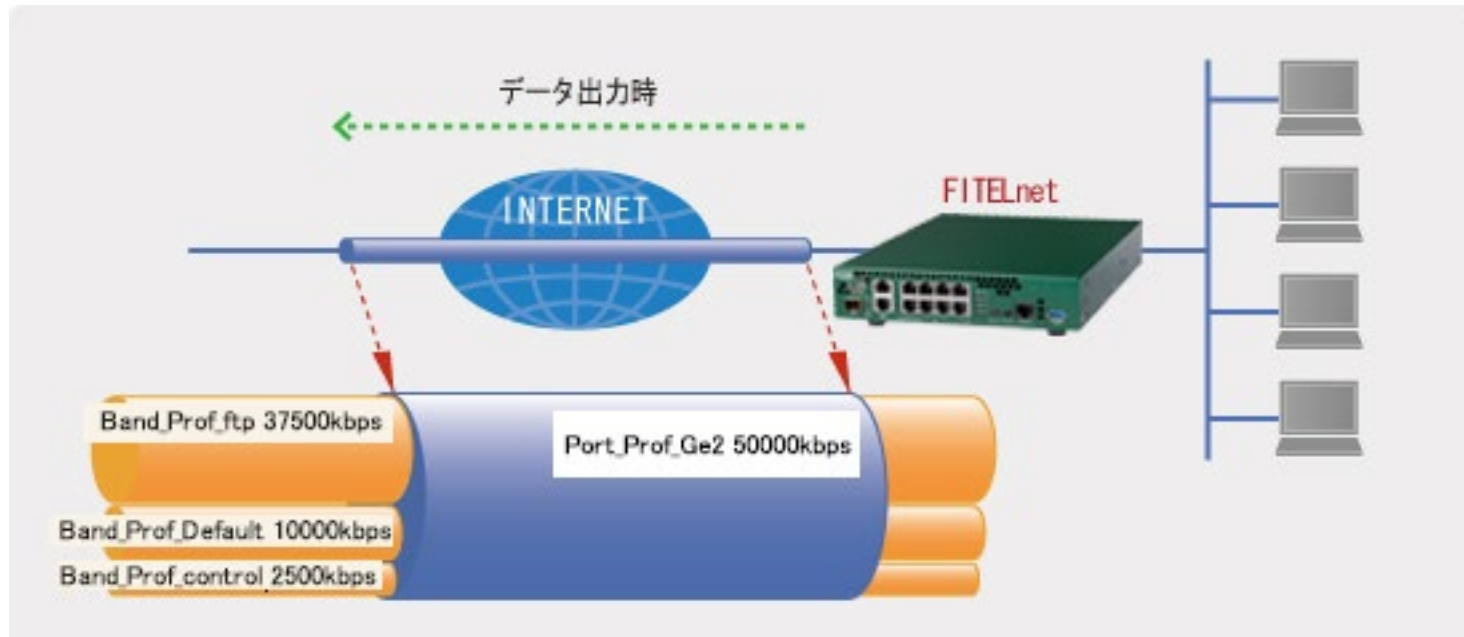 データ出力時
INTERNET
FITELnet
Band_Prof_ftp 37500kbps
Port_Prof_Ge2 50000kbps
Band_Prof_Default 10000kbps
Band_Prof_control 2500kbps